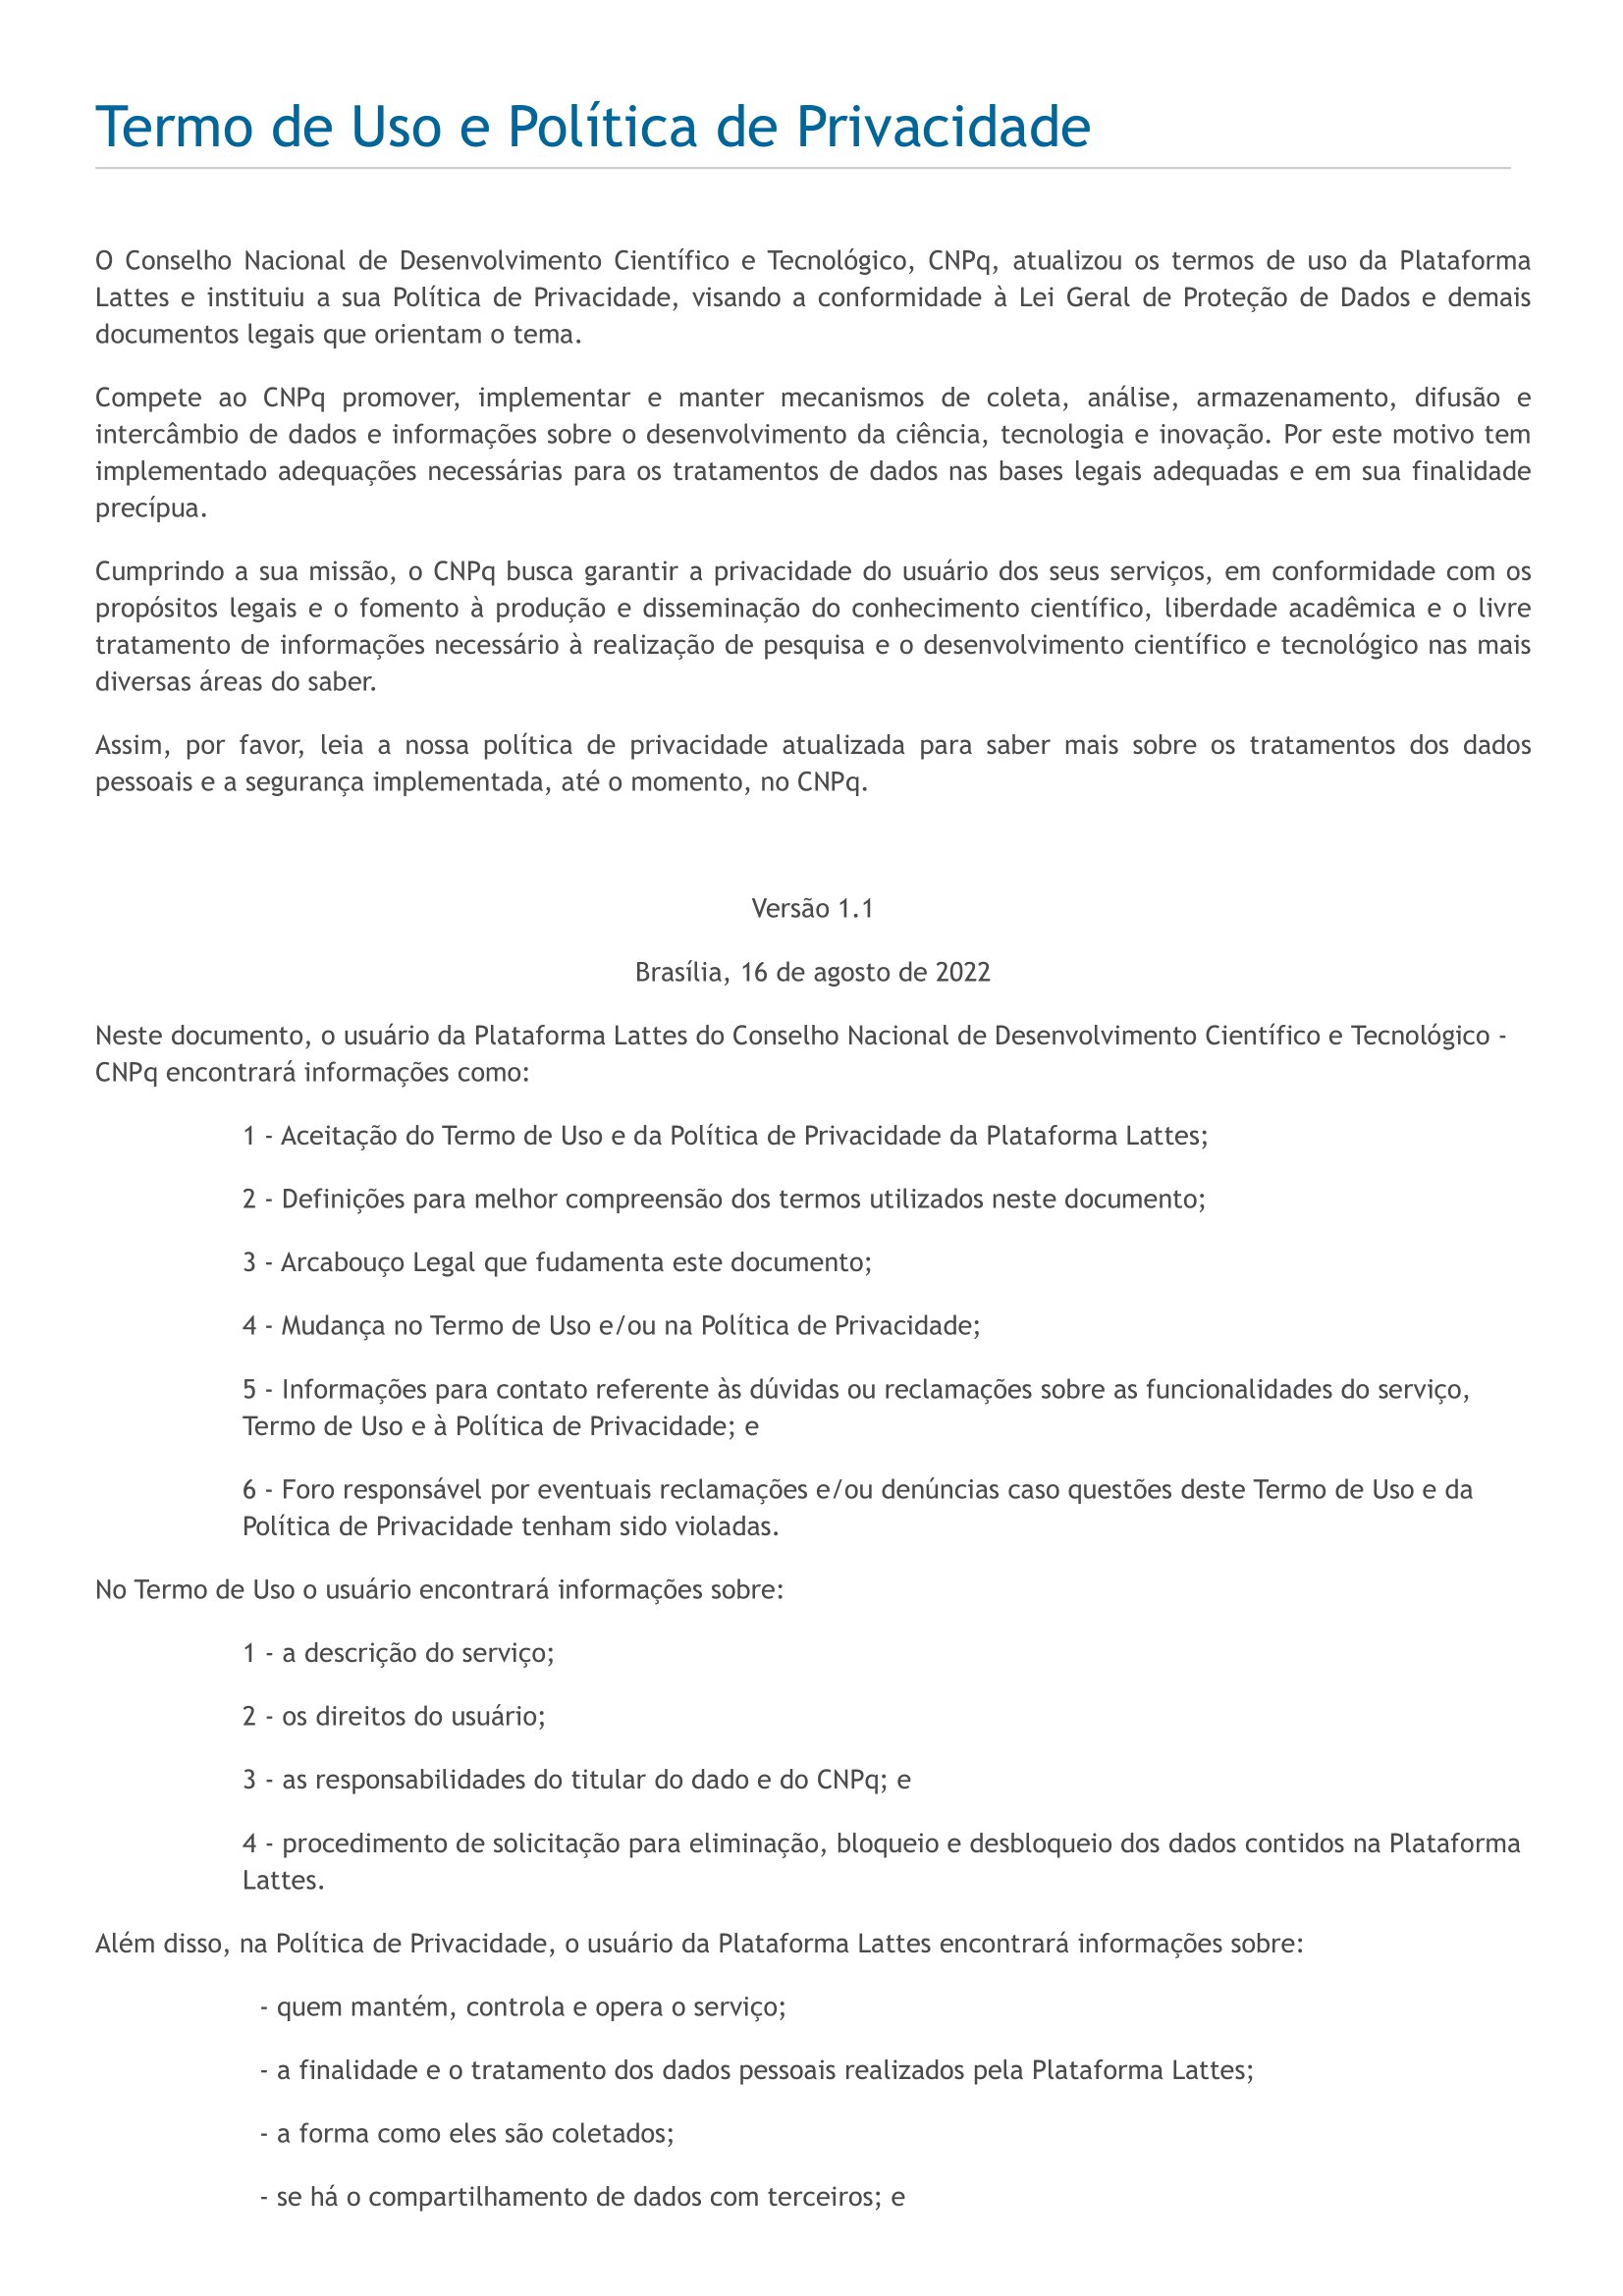 Termo de Uso e Política de Privacidade
O Conselho Nacional de Desenvolvimento Científico e Tecnológico, CNPq, atualizou os termos de uso da Plataforma
Lattes e instituiu a sua Política de Privacidade, visando a conformidade à Lei Geral de Proteção de Dados e demais
documentos legais que orientam o tema.
Compete ao CNPq promover, implementar e manter mecanismos de coleta, análise, armazenamento, difusão e
intercâmbio de dados e informações sobre o desenvolvimento da ciência, tecnologia e inovação. Por este motivo tem
implementado adequações necessárias para os tratamentos de dados nas bases legais adequadas e em sua finalidade
precípua.
Cumprindo a sua missão, o CNPq busca garantir a privacidade do usuário dos seus serviços, em conformidade com os
propósitos legais e o fomento à produção e disseminação do conhecimento científico, liberdade acadêmica e o livre
tratamento de informações necessário à realização de pesquisa e o desenvolvimento científico e tecnológico nas mais
diversas áreas do saber.
Assim, por favor, leia a nossa política de privacidade atualizada para saber mais sobre os tratamentos dos dados
pessoais e a segurança implementada, até o momento, no CNPq.
Versão 1.1
Brasília, 16 de agosto de 2022
Neste documento, o usuário da Plataforma Lattes do Conselho Nacional de Desenvolvimento Científico e Tecnológico -
CNPq encontrará informações como:
1 - Aceitação do Termo de Uso e da Política de Privacidade da Plataforma Lattes;
2 - Definições para melhor compreensão dos termos utilizados neste documento;
3 - Arcabouço Legal que fudamenta este documento;
4 - Mudança no Termo de Uso e/ou na Política de Privacidade;
5 - Informações para contato referente às dúvidas ou reclamações sobre as funcionalidades do serviço,
Termo de Uso e à Política de Privacidade; e
6 - Foro responsável por eventuais reclamações e/ou denúncias caso questões deste Termo de Uso e da
Política de Privacidade tenham sido violadas.
No Termo de Uso o usuário encontrará informações sobre:
1 - a descrição do serviço;
2 - os direitos do usuário;
3 - as responsabilidades do titular do dado e do CNPq; e
4 - procedimento de solicitação para eliminação, bloqueio e desbloqueio dos dados contidos na Plataforma
Lattes.
Além disso, na Política de Privacidade, o usuário da Plataforma Lattes encontrará informações sobre:
- quem mantém, controla e opera o serviço;
- a finalidade e o tratamento dos dados pessoais realizados pela Plataforma Lattes;
- a forma como eles são coletados;
- se há o compartilhamento de dados com terceiros; e